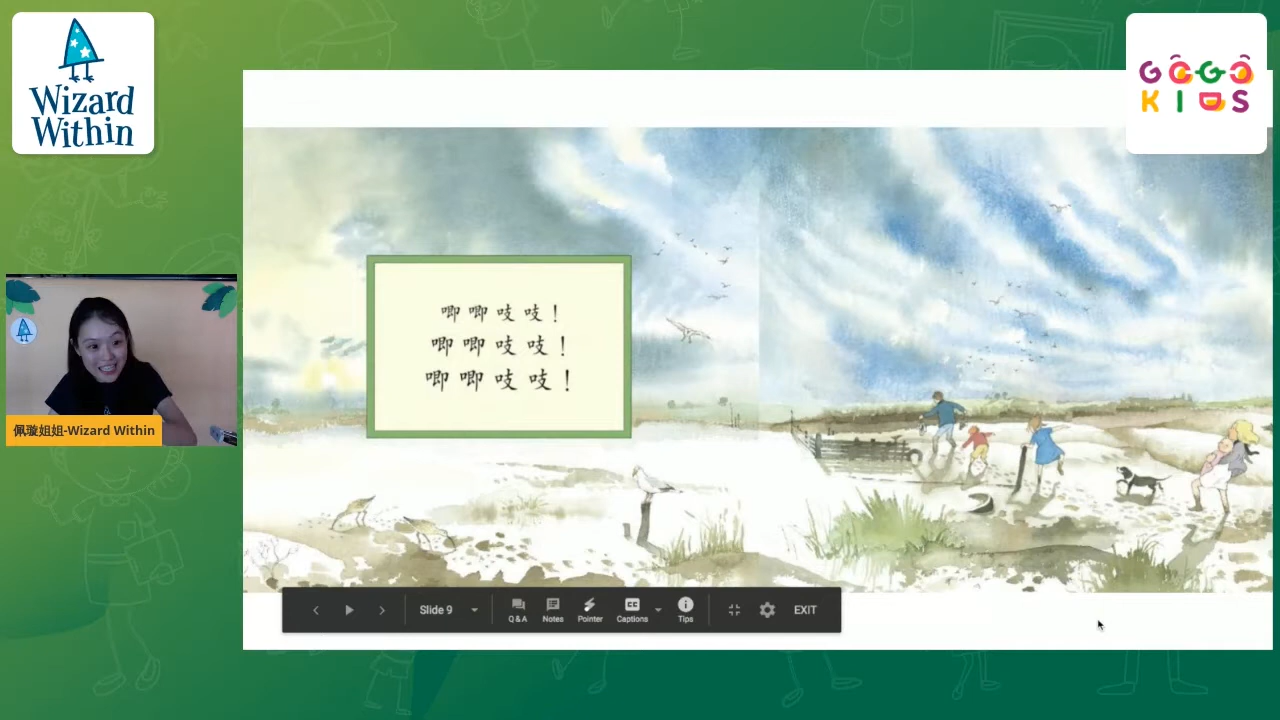 Wizard
Within
GOGO
KIDS
唧唧吱吱！
唧唧吱吱！
唧唧吱吱！
佩璇姐姐-Wizard Within
Slide 9
Q & A
Notes
Pointer
CC
Captions
Tips
EXIT